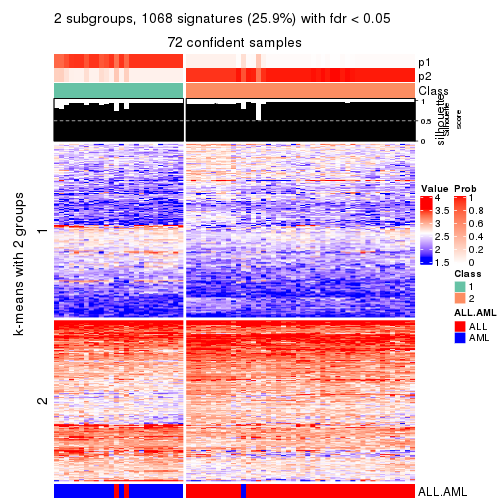 2 subgroups, 1068 signatures (25.9%) with fdr < 0.05
72 confident samples
p1
p2
Class
1
0.5
0
silhouette
Silhouette
score
k-means with 2 groups
1
2
Value
4
3.5
3
2.5
2
1.5
Prob
1
0.8
0.6
0.4
0.2
0
Class
1
2
ALL.AML
ALL
AML
ALL.AML